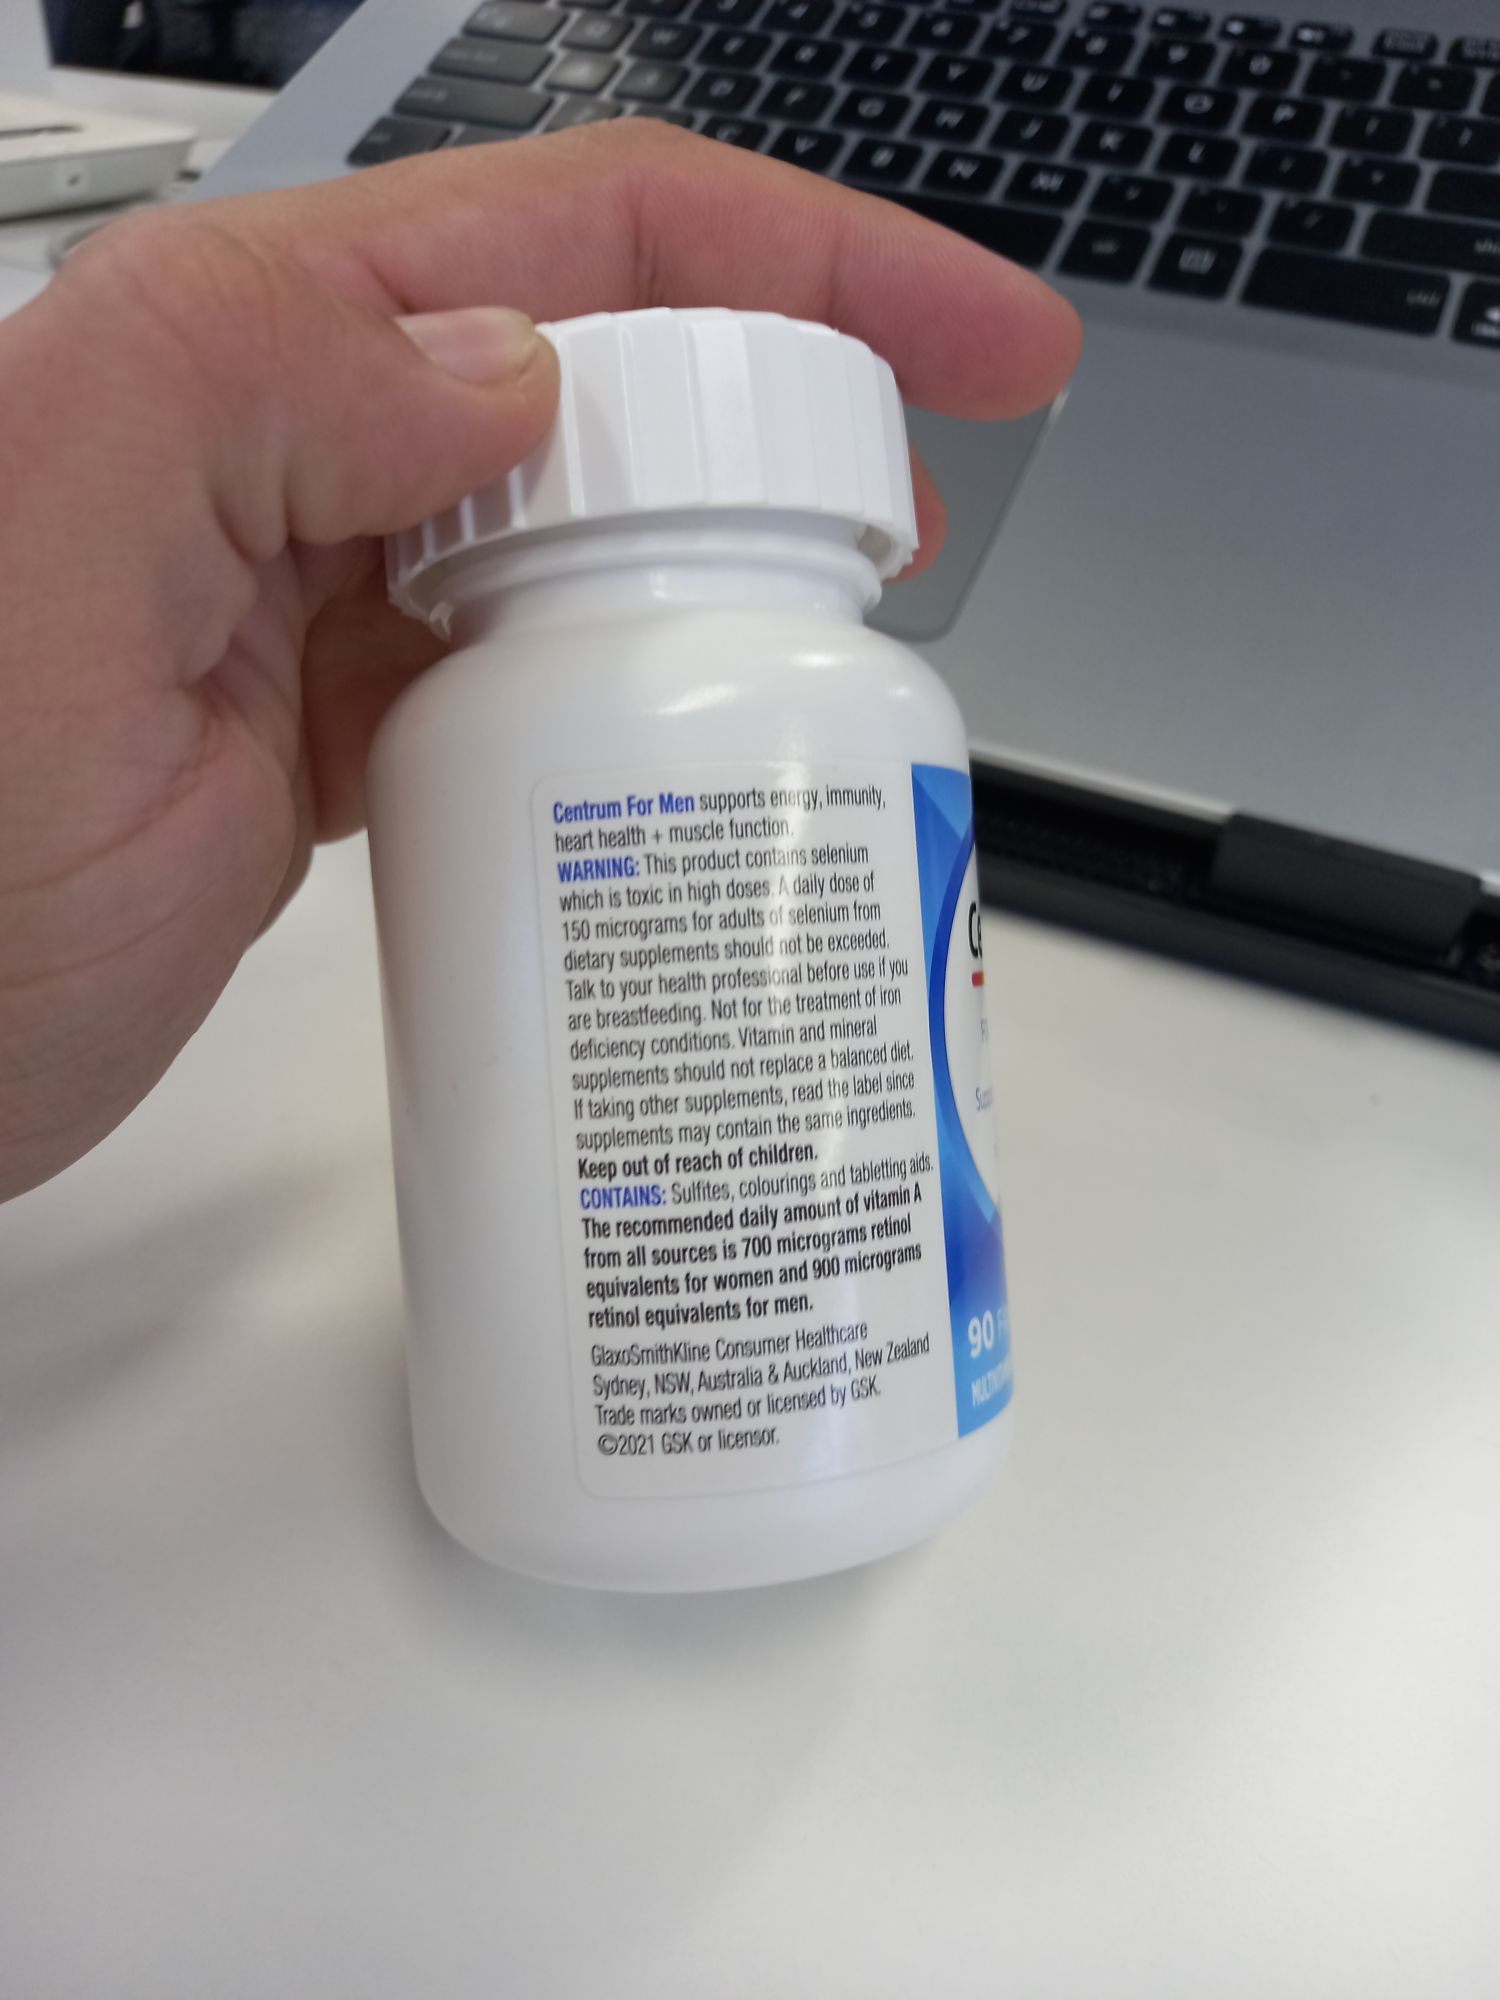 Centrum For Men supports energy, immunity,
heart health + muscle function.
WARNING: This product contains selenium
which is toxic in high doses. A daily dose of
150 micrograms for adults of selenium from
dietary supplements should not be exceeded.
Talk to your health professional before use if you
are breastfeeding. Not for the treatment of iron
deficiency conditions. Vitamin and mineral
supplements should not replace a balanced diet.
If taking other supplements, read the label since
supplements may contain the same ingredients.
Keep out of reach of children.
CONTAINS: Sulfites, colourings and tabletting aids.
The recommended daily amount of vitamin A
from all sources is 700 micrograms retinol
equivalents for women and 900 micrograms
retinol equivalents for men.
GlaxoSmithKline Consumer Healthcare
Sydney, NSW, Australia & Auckland, New Zealand
Trade marks owned or licensed by GSK.
©2021 GSK or licensor.
90